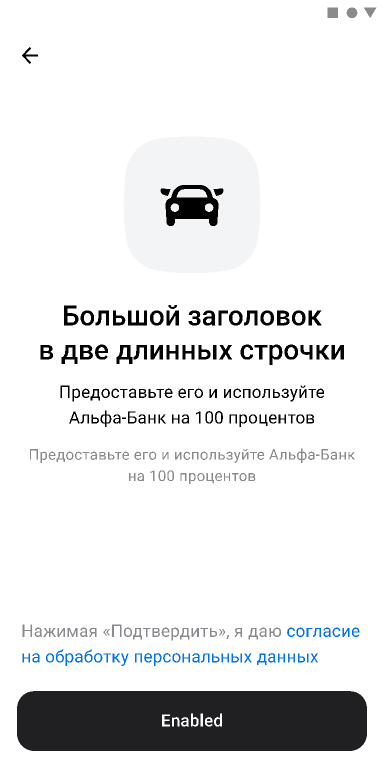 Большой заголовок
в две длинных строчки
Предоставьте его и используйте
Альфа-Банк на 100 процентов
Предоставьте его и используйте Альфа-Банк
на 100 процентов
Нажимая «Подтвердить», я даю согласие
на обработку персональных данных
Enabled